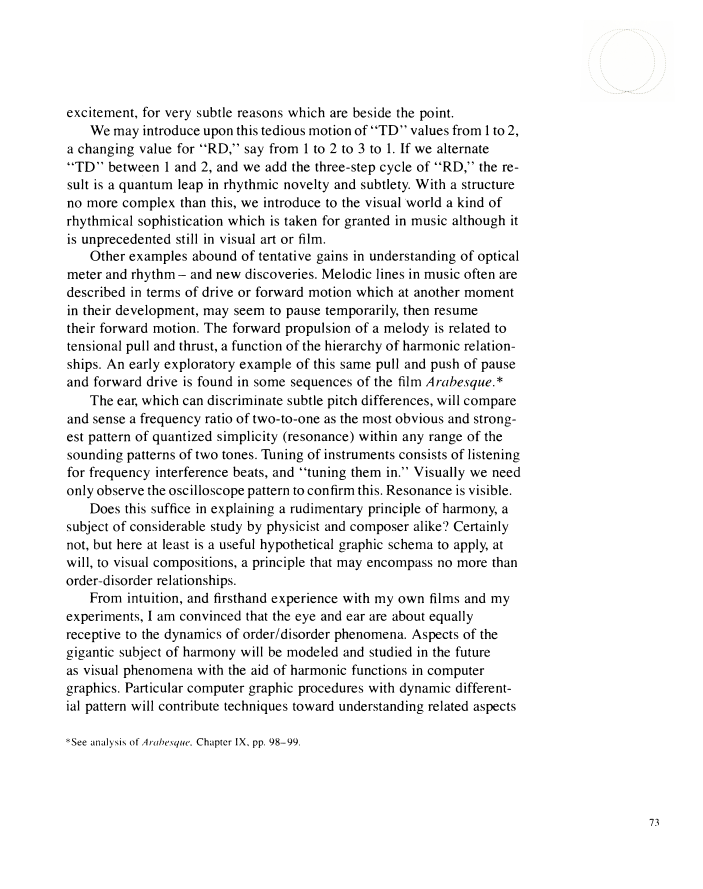 excitement, for very subtle reasons which are beside the point.
We may introduce upon this tedious motion of “TD” values from 1 to 2,
a changing value for “RD,” say from 1 to 2 to 3 to 1. If we alternate
“TD” between 1 and 2, and we add the three-step cycle of “RD,” the re-
sult is a quantum leap in rhythmic novelty and subtlety. With a structure
no more complex than this, we introduce to the visual world a kind of
rhythmical sophistication which is taken for granted in music although it
is unprecedented still in visual art or film.
Other examples abound of tentative gains in understanding of optical
meter and rhythm – and new discoveries. Melodic lines in music often are
described in terms of drive or forward motion which at another moment
in their development, may seem to pause temporarily, then resume
their forward motion. The forward propulsion of a melody is related to
tensional pull and thrust, a function of the hierarchy of harmonic relation-
ships. An early exploratory example of this same pull and push of pause
and forward drive is found in some sequences of the film Arabesque.*
The ear, which can discriminate subtle pitch differences, will compare
and sense a frequency ratio of two-to-one as the most obvious and strong-
est pattern of quantized simplicity (resonance) within any range of the
sounding patterns of two tones. Tuning of instruments consists of listening
for frequency interference beats, and “tuning them in.” Visually we need
only observe the oscilloscope pattern to confirm this. Resonance is visible.
Does this suffice in explaining a rudimentary principle of harmony, a
subject of considerable study by physicist and composer alike? Certainly
not, but here at least is a useful hypothetical graphic schema to apply, at
will, to visual compositions, a principle that may encompass no more than
order-disorder relationships.
From intuition, and firsthand experience with my own films and my
experiments, I am convinced that the eye and ear are about equally
receptive to the dynamics of order/disorder phenomena. Aspects of the
gigantic subject of harmony will be modeled and studied in the future
as visual phenomena with the aid of harmonic functions in computer
graphics. Particular computer graphic procedures with dynamic different-
ial pattern will contribute techniques toward understanding related aspects
*See analysis of Arabesque, Chapter IX, pp. 98–99.
73